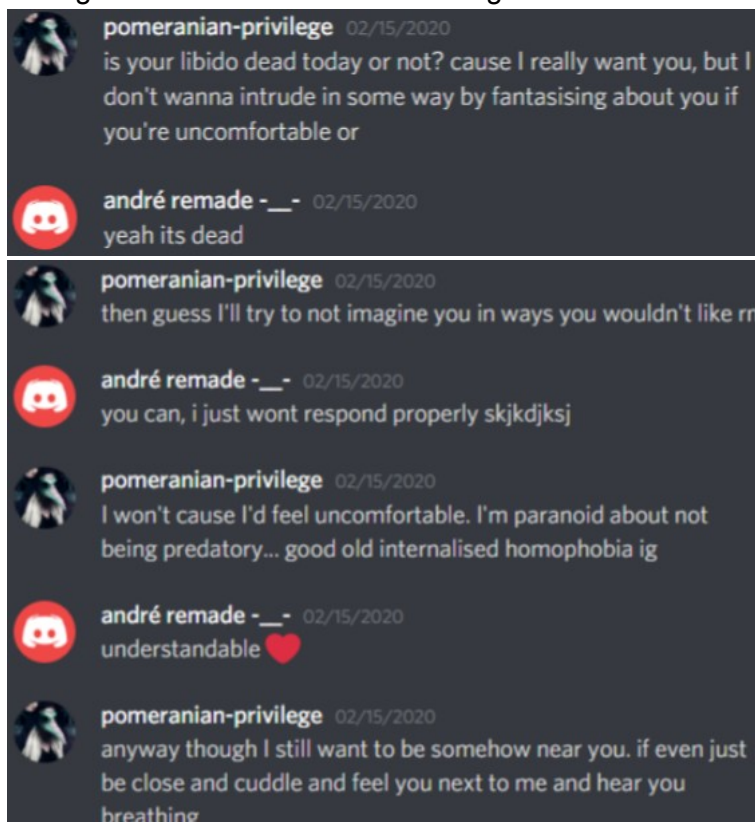 pomeranian-privilege 02/15/2020
is your libido dead today or not? cause I really want you, but I
don't wanna intrude in some way by fantasising about you if
you're uncomfortable or
andré remade -__- 02/15/2020
yeah its dead
pomeranian-privilege 02/15/2020
then guess I'll try to not imagine you in ways you wouldn't like
andré remade -__- 02/15/2020
you can, i just wont respond properly skjkdjksj
pomeranian-privilege 02/15/2020
I won't cause I'd feel uncomfortable. I'm paranoid about not
being predatory... good old internalised homophobia ig
andré remade -__- 02/15/2020
understandable ❤️
pomeranian-privilege 02/15/2020
anyway though I still want to be somehow near you. if even just
be close and cuddle and feel you next to me and hear you
breathing